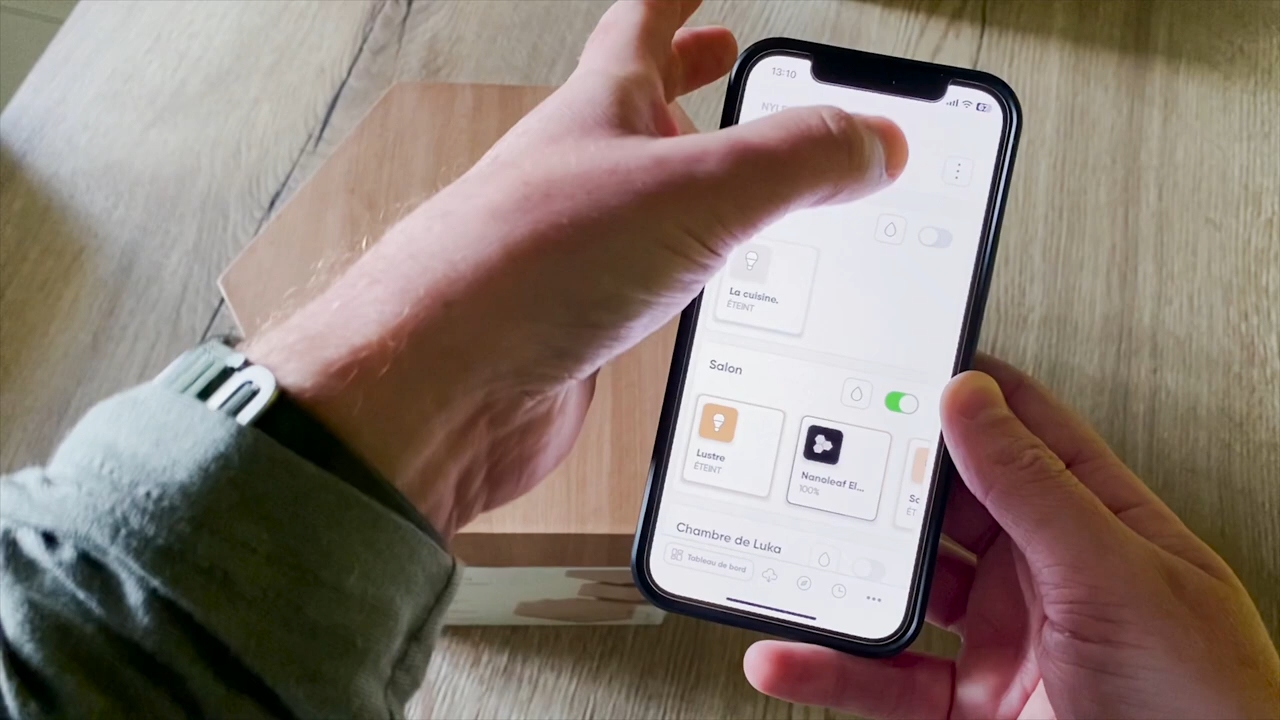 13:10
La cuisine.
ÉTEINT
Salon
Lustre
ÉTEINT
Nanoleaf El...
100%
Chambre de Luka
Tableau de bord